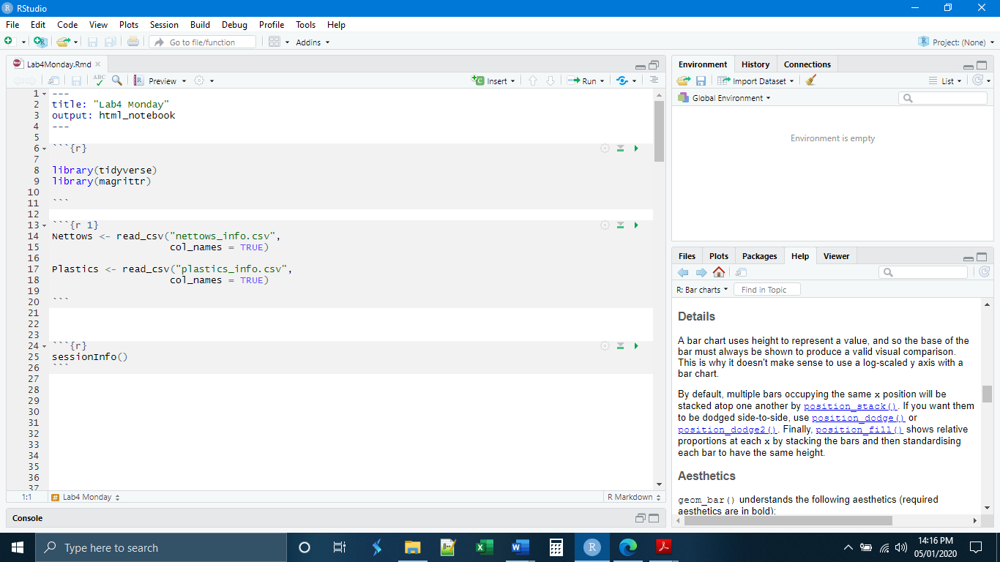 RStudio
File Edit Code View Plots Session Build Debug Profile Tools Help
Go to file/function Addins Project: (None)
Lab4Monday.Rmd
ABC Preview Insert Run
1 ---
2 title: "Lab4 Monday"
3 output: html_notebook
4 ---
5
6 ```{r}
7
8 library(tidyverse)
9 library(magrittr)
10
11 ```
12
13 ```{r 1}
14 Nettows <- read_csv("nettows_info.csv",
15 col_names = TRUE)
16
17 Plastics <- read_csv("plastics_info.csv",
18 col_names = TRUE)
19
20 ```
21
22
23
24 ```{r}
25 sessionInfo()
26 ```
27
28
29
30
31
32
33
34
35
36
37
1:1 # Lab4 Monday R Markdown
Console
Environment History Connections
Import Dataset List
Global Environment
Environment is empty
Files Plots Packages Help Viewer
R: Bar charts Find in Topic
Details
A bar chart uses height to represent a value, and so the base of the
bar must always be shown to produce a valid visual comparison.
This is why it doesn't make sense to use a log-scaled y axis with a
bar chart.
By default, multiple bars occupying the same x position will be
stacked atop one another by position_stack(). If you want them
to be dodged side-to-side, use position_dodge() or
position_dodge2(). Finally, position_fill() shows relative
proportions at each x by stacking the bars and then standardising
each bar to have the same height.
Aesthetics
geom_bar() understands the following aesthetics (required
aesthetics are in bold):
Type here to search
14:16 PM
05/01/2020